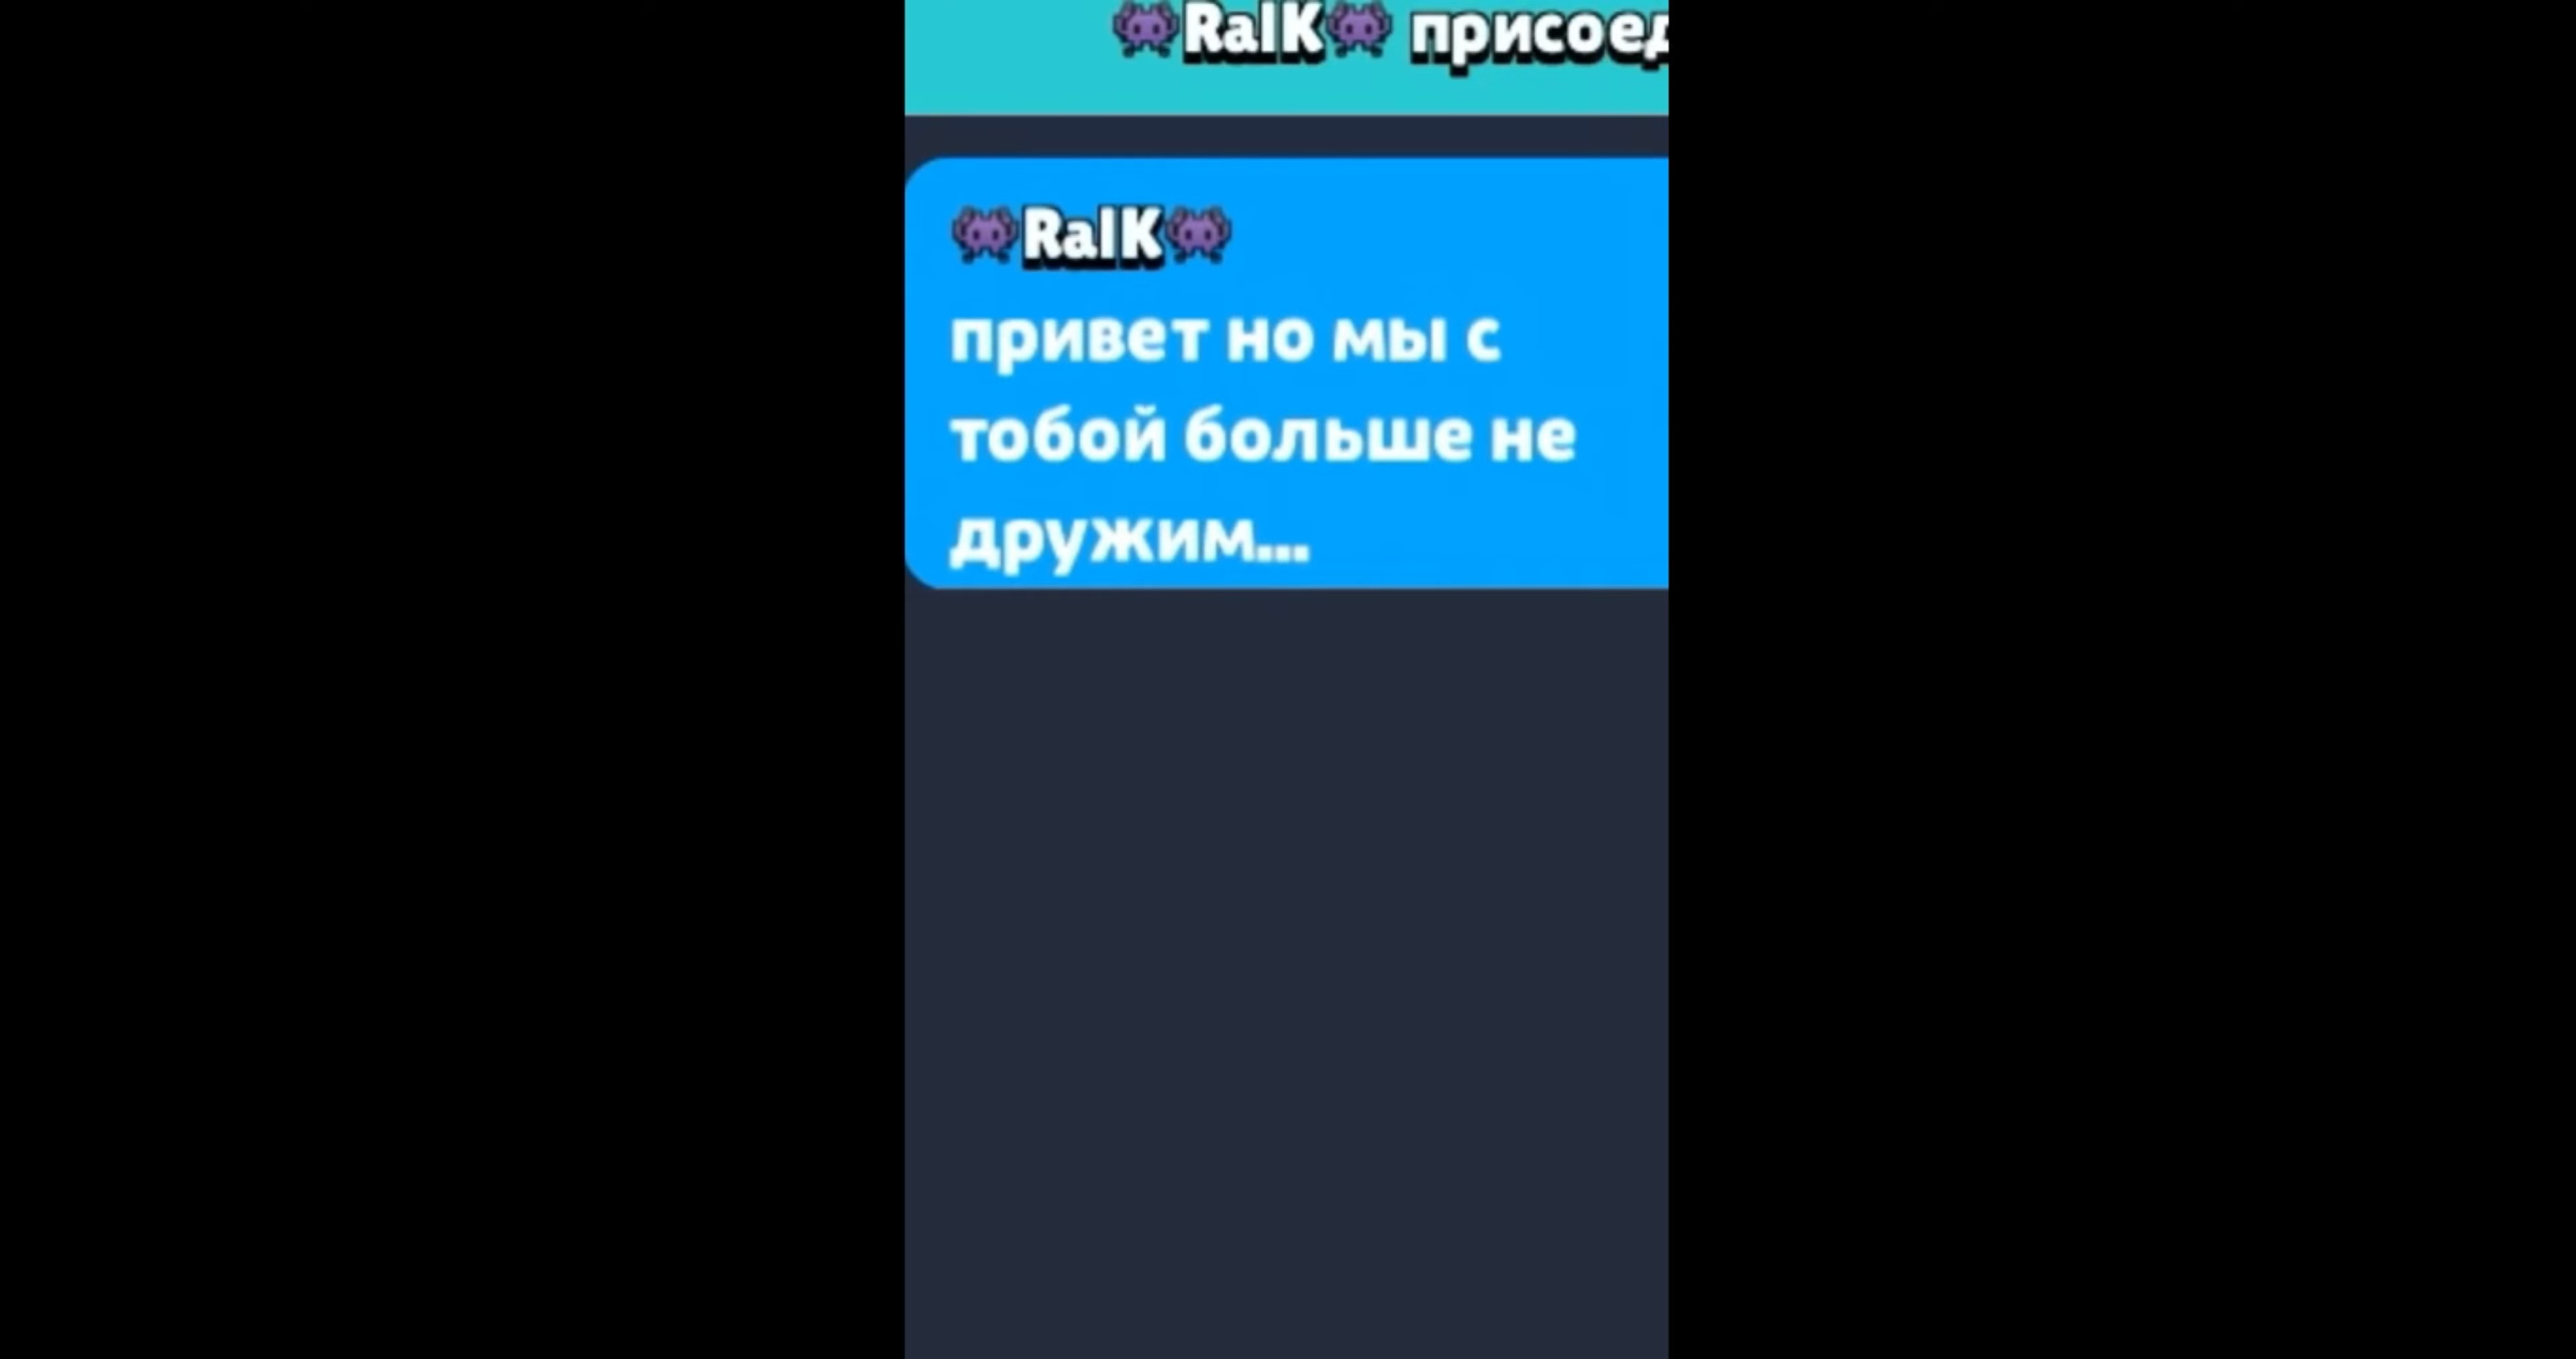 👾RalK👾 присоед
👾RalK👾
привет но мы с
тобой больше не
дружим...